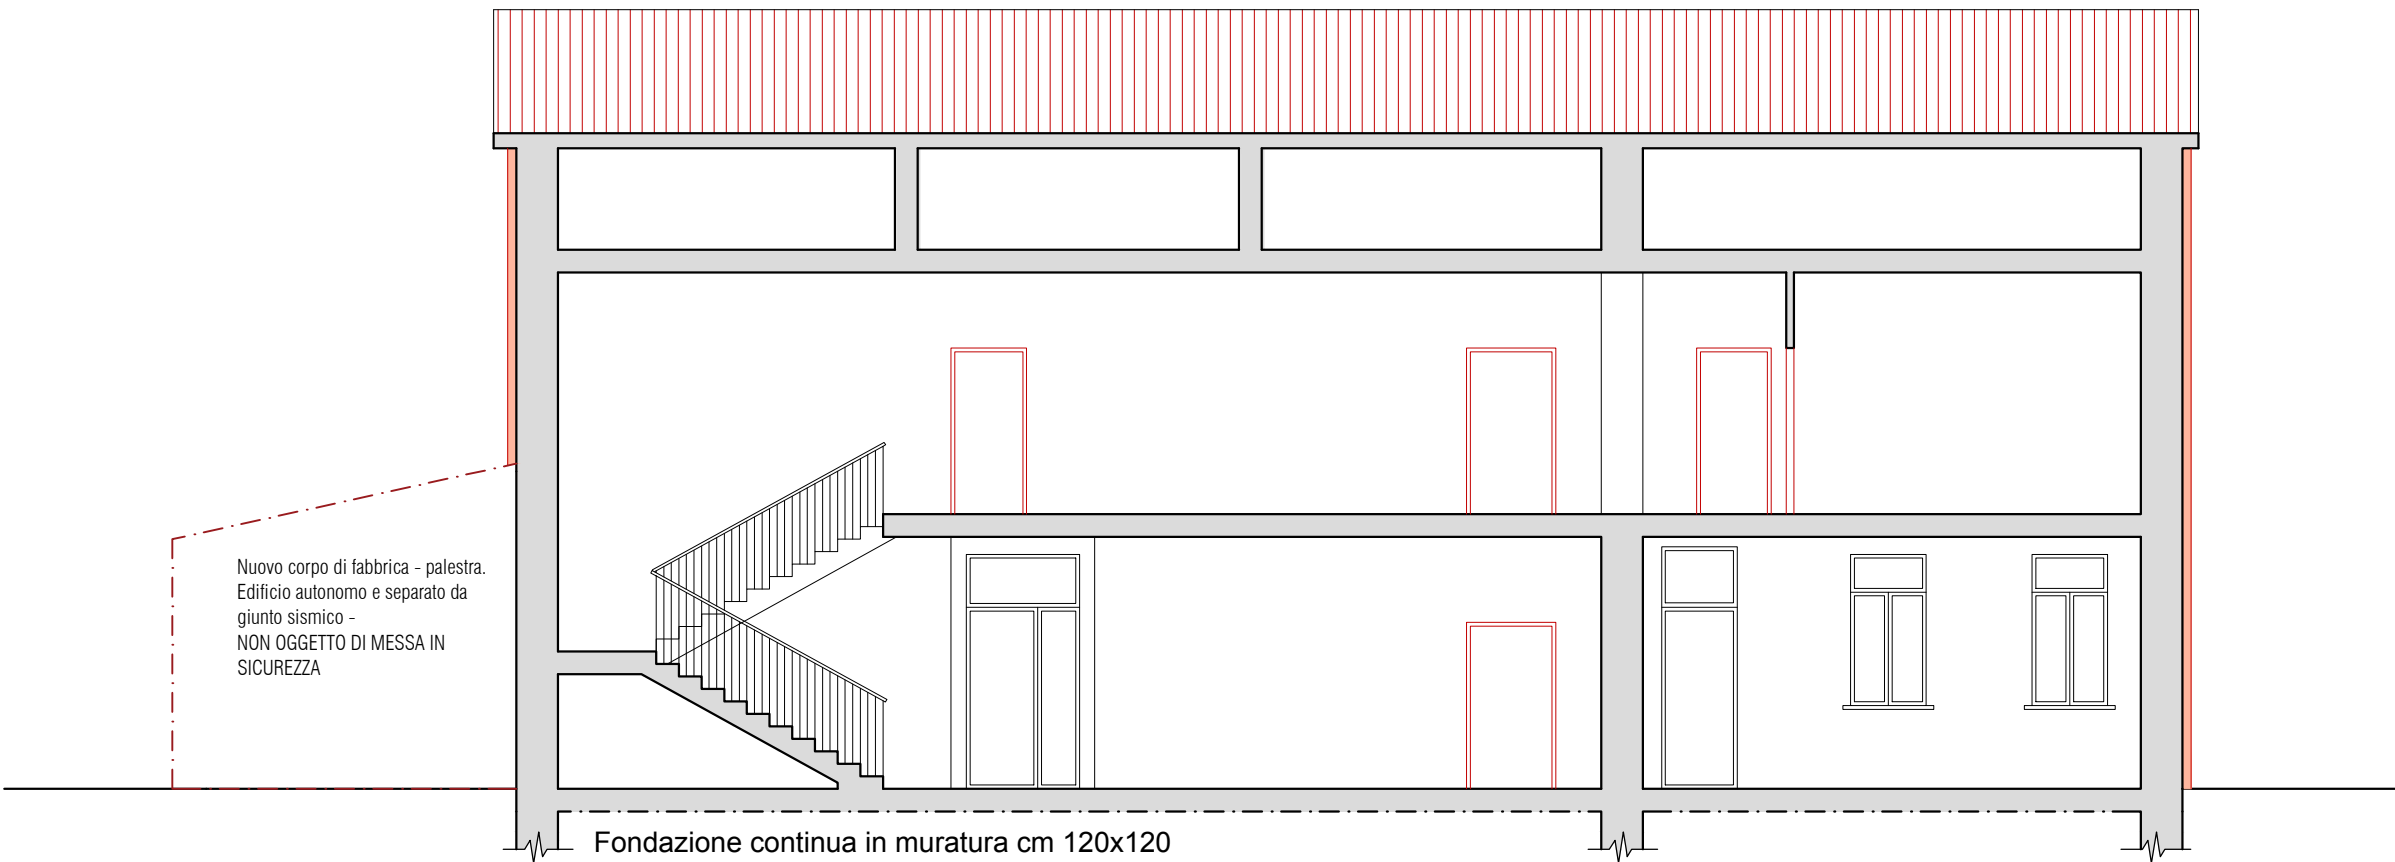 Nuovo corpo di fabbrica - palestra.
Edificio autonomo e separato da
giunto sismico -
NON OGGETTO DI MESSA IN
SICUREZZA
Fondazione continua in muratura cm 120x120